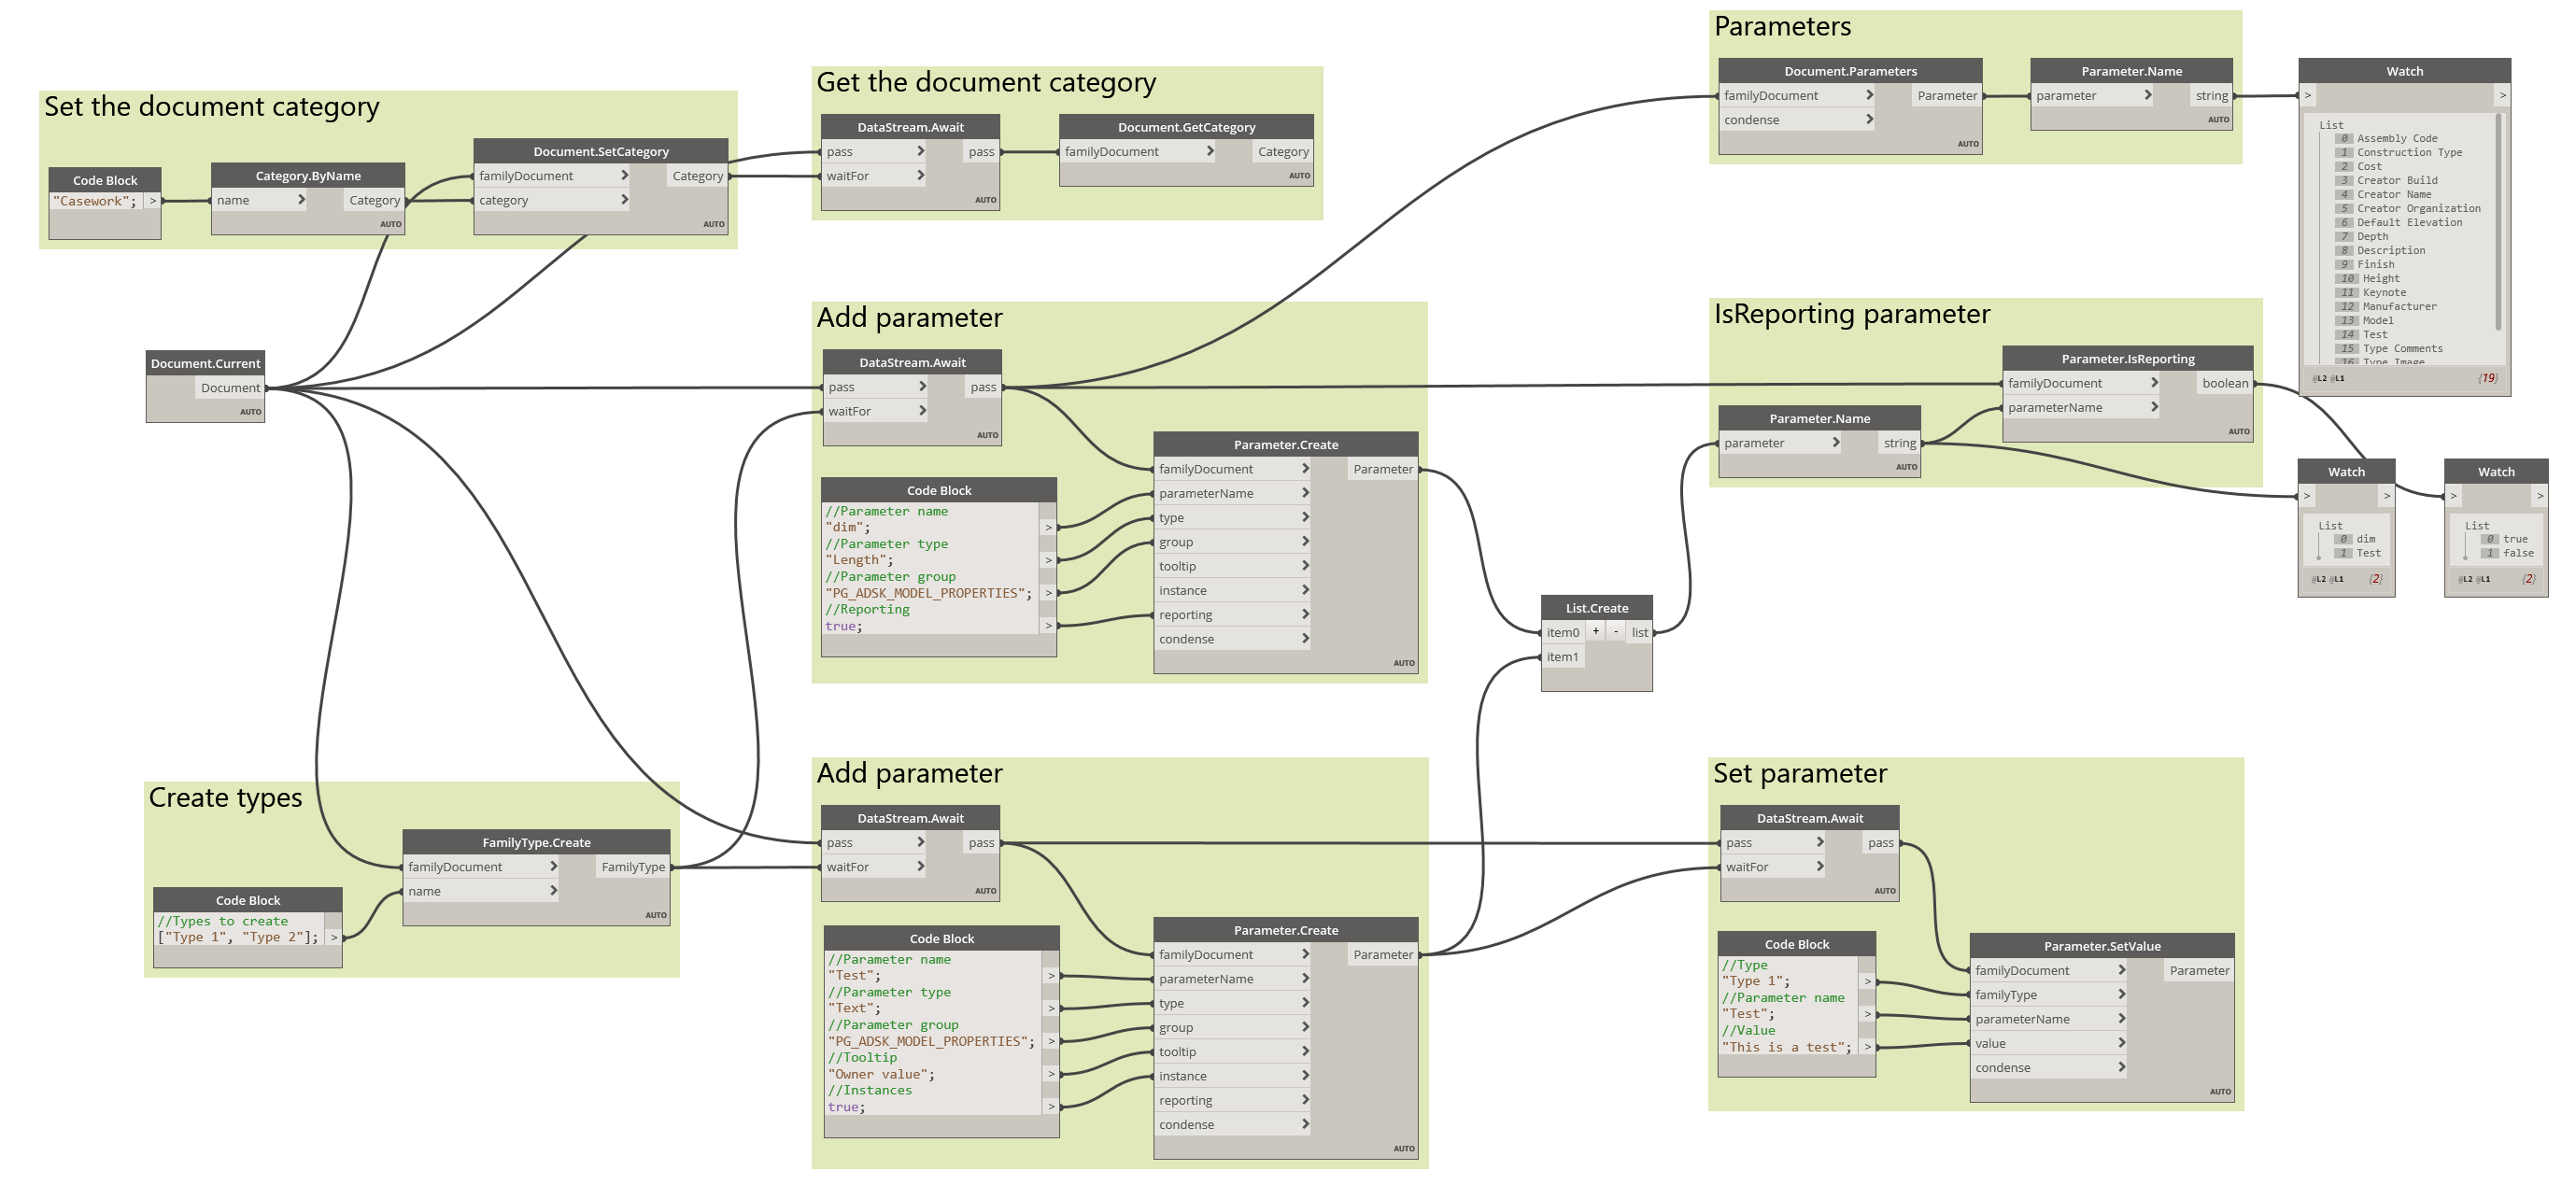 Set the document category
Code Block
"Casework"; >
Category.ByName
name > Category
AUTO
Document.SetCategory
familyDocument > Category
category >
AUTO
Get the document category
DataStream.Await
pass > pass
waitFor >
AUTO
Document.GetCategory
familyDocument > Category
AUTO
Parameters
Document.Parameters
familyDocument > Parameter
condense >
AUTO
Parameter.Name
parameter > string
AUTO
Watch
> >
List
0 Assembly Code
1 Construction Type
2 Cost
3 Creator Build
4 Creator Name
5 Creator Organization
6 Default Elevation
7 Depth
8 Description
9 Finish
10 Height
11 Keynote
12 Manufacturer
13 Model
14 Test
15 Type Comments
16 Type Image
@L2 @L1 {19}
Document.Current
Document
AUTO
Add parameter
DataStream.Await
pass > pass
waitFor >
AUTO
Code Block
//Parameter name
"dim"; >
//Parameter type
"Length"; >
//Parameter group
"PG_ADSK_MODEL_PROPERTIES"; >
//Reporting
true; >
Parameter.Create
familyDocument > Parameter
parameterName >
type >
group >
tooltip >
instance >
reporting >
condense >
AUTO
List.Create
item0 + - list
item1
IsReporting parameter
Parameter.Name
parameter > string
AUTO
Parameter.IsReporting
familyDocument > boolean
parameterName >
AUTO
Watch
> >
List
0 dim
1 Test
@L2 @L1 {2}
Watch
> >
List
0 true
1 false
@L2 @L1 {2}
Create types
Code Block
//Types to create
["Type 1", "Type 2"]; >
FamilyType.Create
familyDocument > FamilyType
name >
AUTO
Add parameter
DataStream.Await
pass > pass
waitFor >
AUTO
Code Block
//Parameter name
"Test"; >
//Parameter type
"Text"; >
//Parameter group
"PG_ADSK_MODEL_PROPERTIES"; >
//Tooltip
"Owner value"; >
//Instances
true; >
Parameter.Create
familyDocument > Parameter
parameterName >
type >
group >
tooltip >
instance >
reporting >
condense >
AUTO
Set parameter
DataStream.Await
pass > pass
waitFor >
AUTO
Code Block
//Type
"Type 1"; >
//Parameter name
"Test"; >
//Value
"This is a test"; >
Parameter.SetValue
familyDocument > Parameter
familyType >
parameterName >
value >
condense >
AUTO